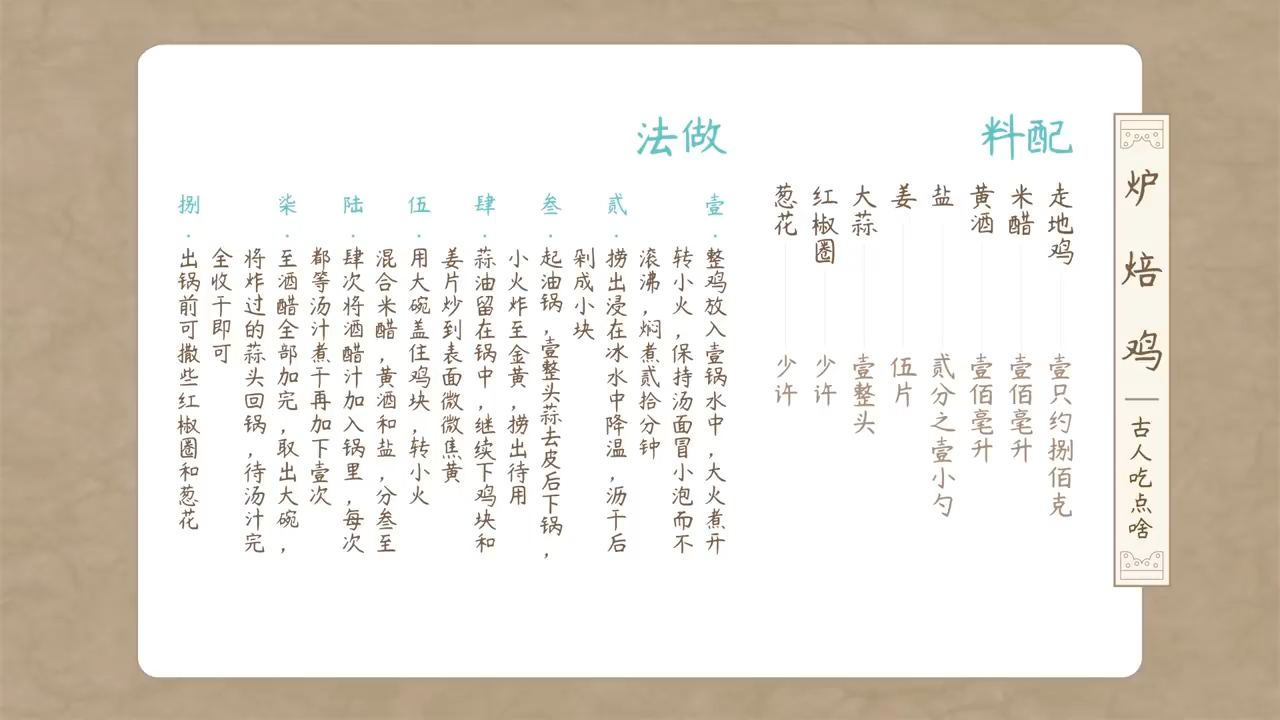 炉焙鸡
古人吃点啥
配料
走地鸡 壹只约捌佰克
米醋 壹佰毫升
黄酒 壹佰毫升
盐 贰分之壹小勺
姜 伍片
大蒜 壹整头
红椒圈 少许
葱花 少许
做法
壹·整鸡放入壹锅水中，大火煮开
转小火，保持汤面冒小泡而不
滚沸，焖煮贰拾分钟
贰·捞出浸在冰水中降温，沥干后
剁成小块
叁·起油锅，壹整头蒜去皮后下锅，
小火炸至金黄，捞出待用
肆·蒜油留在锅中，继续下鸡块和
姜片炒到表面微微焦黄
伍·用大碗盖住鸡块，转小火
混合米醋，黄酒和盐，分叁至
陆·肆次将酒醋汁加入锅里，每次
都等汤汁煮干再加下壹次
柒·至酒醋全部加完，取出大碗，
将炸过的蒜头回锅，待汤汁完
全收干即可
捌·出锅前可撒些红椒圈和葱花